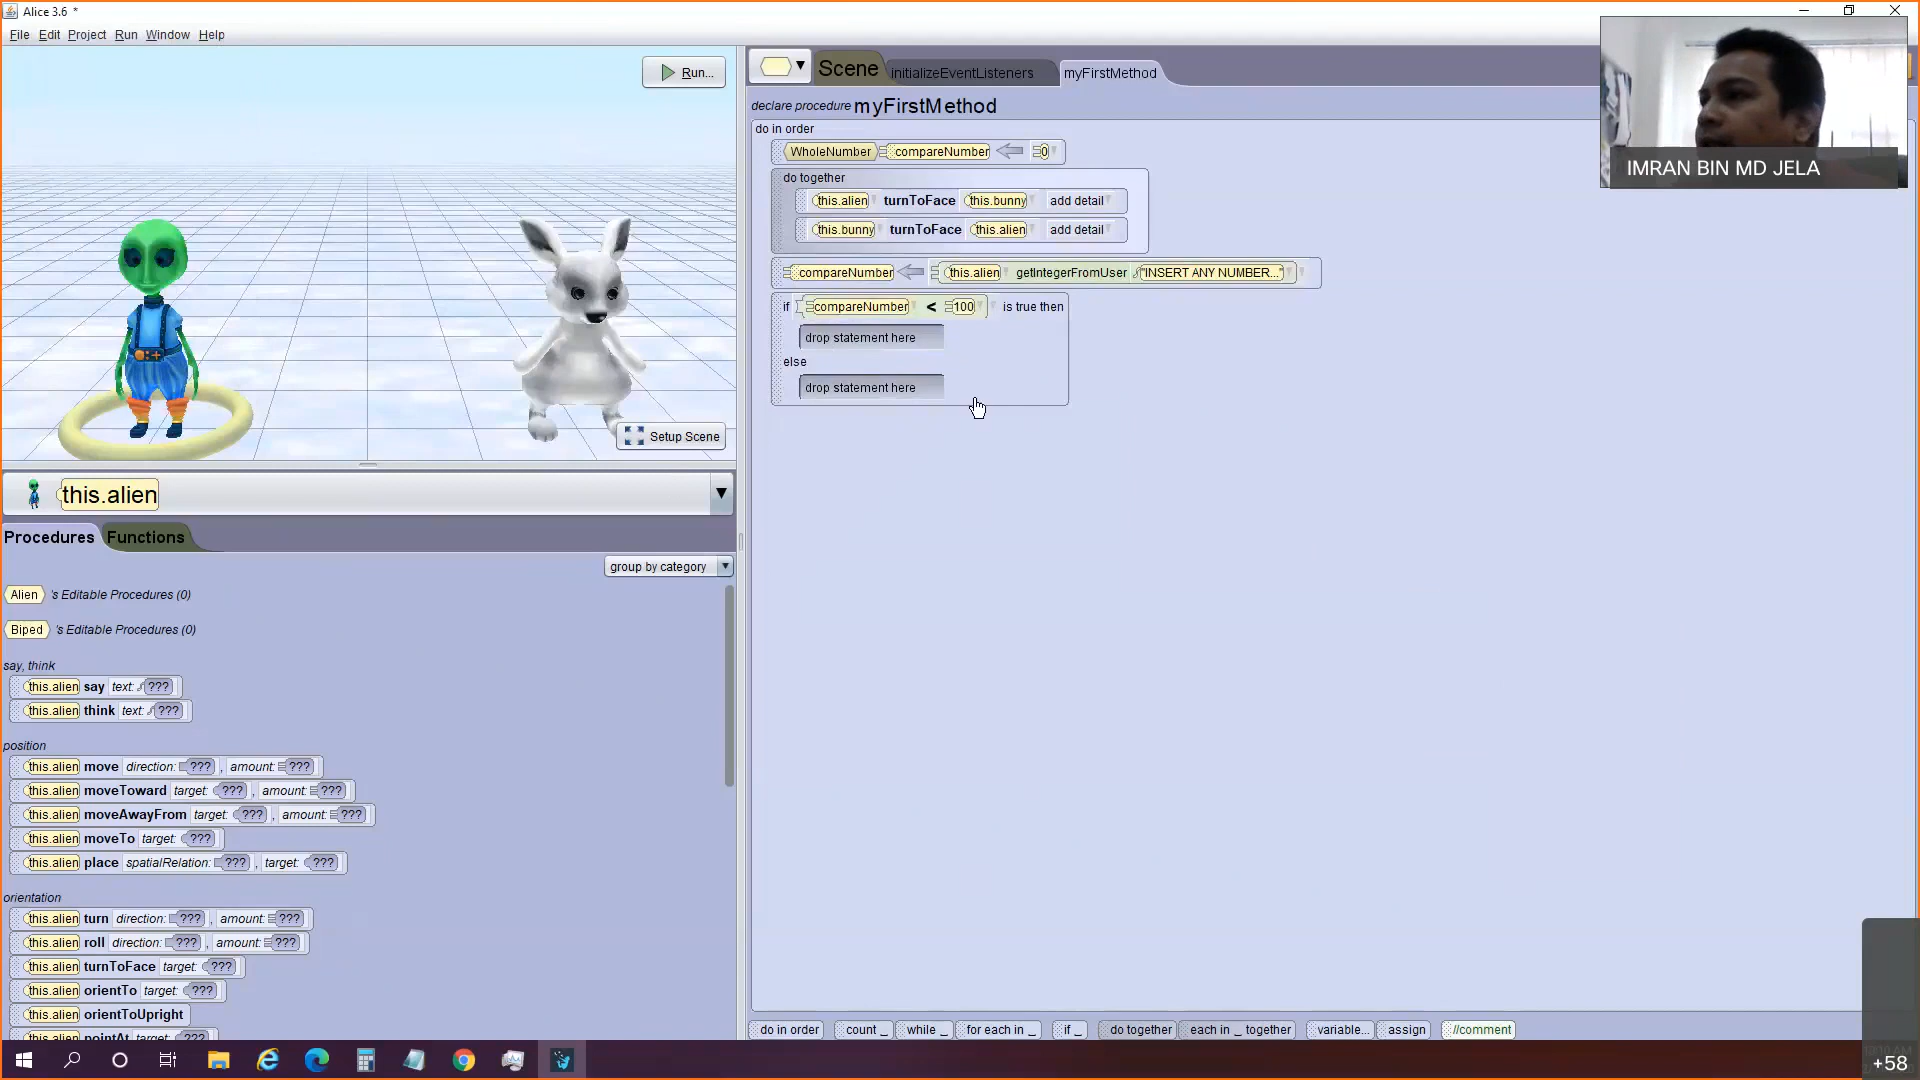 Alice 3.6 *
File Edit Project Run Window Help
Run...
Setup Scene
this.alien
Procedures Functions
group by category
Alien 's Editable Procedures (0)
Biped 's Editable Procedures (0)
say, think
this.alien say text: ???
this.alien think text: ???
position
this.alien move direction: ??? , amount: ???
this.alien moveToward target: ??? , amount: ???
this.alien moveAwayFrom target: ??? , amount: ???
this.alien moveTo target: ???
this.alien place spatialRelation: ??? , target: ???
orientation
this.alien turn direction: ??? , amount: ???
this.alien roll direction: ??? , amount: ???
this.alien turnToFace target: ???
this.alien orientTo target: ???
this.alien orientToUpright
this.alien pointAt target: ???
Scene initializeEventListeners myFirstMethod
declare procedure myFirstMethod
do in order
WholeNumber compareNumber 0
do together
this.alien turnToFace this.bunny add detail
this.bunny turnToFace this.alien add detail
compareNumber this.alien getIntegerFromUser "INSERT ANY NUMBER..."
if compareNumber < 100 is true then
drop statement here
else
drop statement here
do in order count _ while _ for each in _ if _ do together each in _ together variable... assign //comment
IMRAN BIN MD JELA
+58